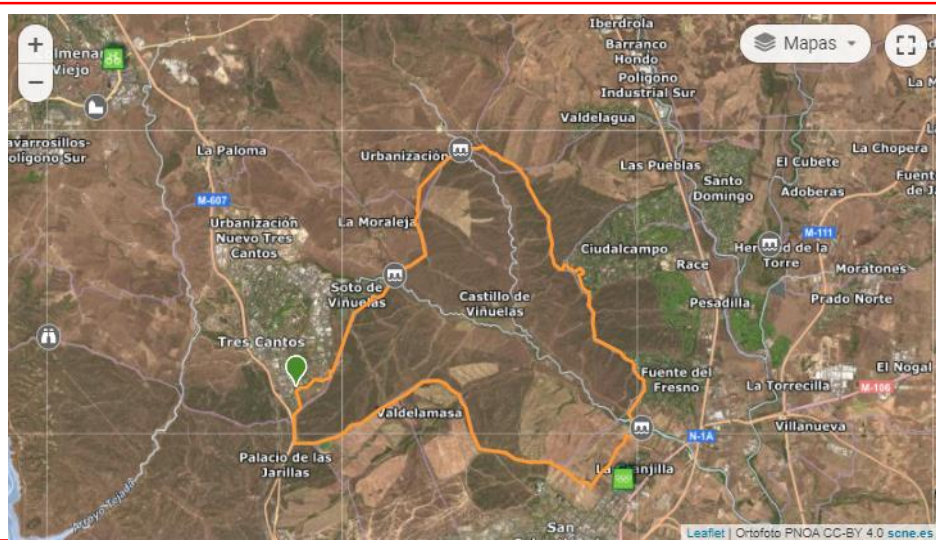 Iberdrola
Barranco
Hondo
Polígono
Industrial Sur
Mapas
+
−
Viejo
Valdelagua
La Paloma
Urbanización
Las Pueblas
El Cubete
La Chopera
Santo
Domingo
Adoberas
M-607
Urbanización
Nuevo Tres
Cantos
La Moraleja
M-111
Ciudalcampo
Torre
Race
Moratones
Soto de
Viñuelas
Castillo de
Viñuelas
Pesadilla
Prado Norte
Tres Cantos
Fuente del
Fresno
El Nogal
La Torrecilla
M-106
Valdelamasa
Villanueva
N-1A
Palacio de las
Jarillas
Arroyo Tejada
San
Leaflet | Ortofoto PNOA CC-BY 4.0 scne.es